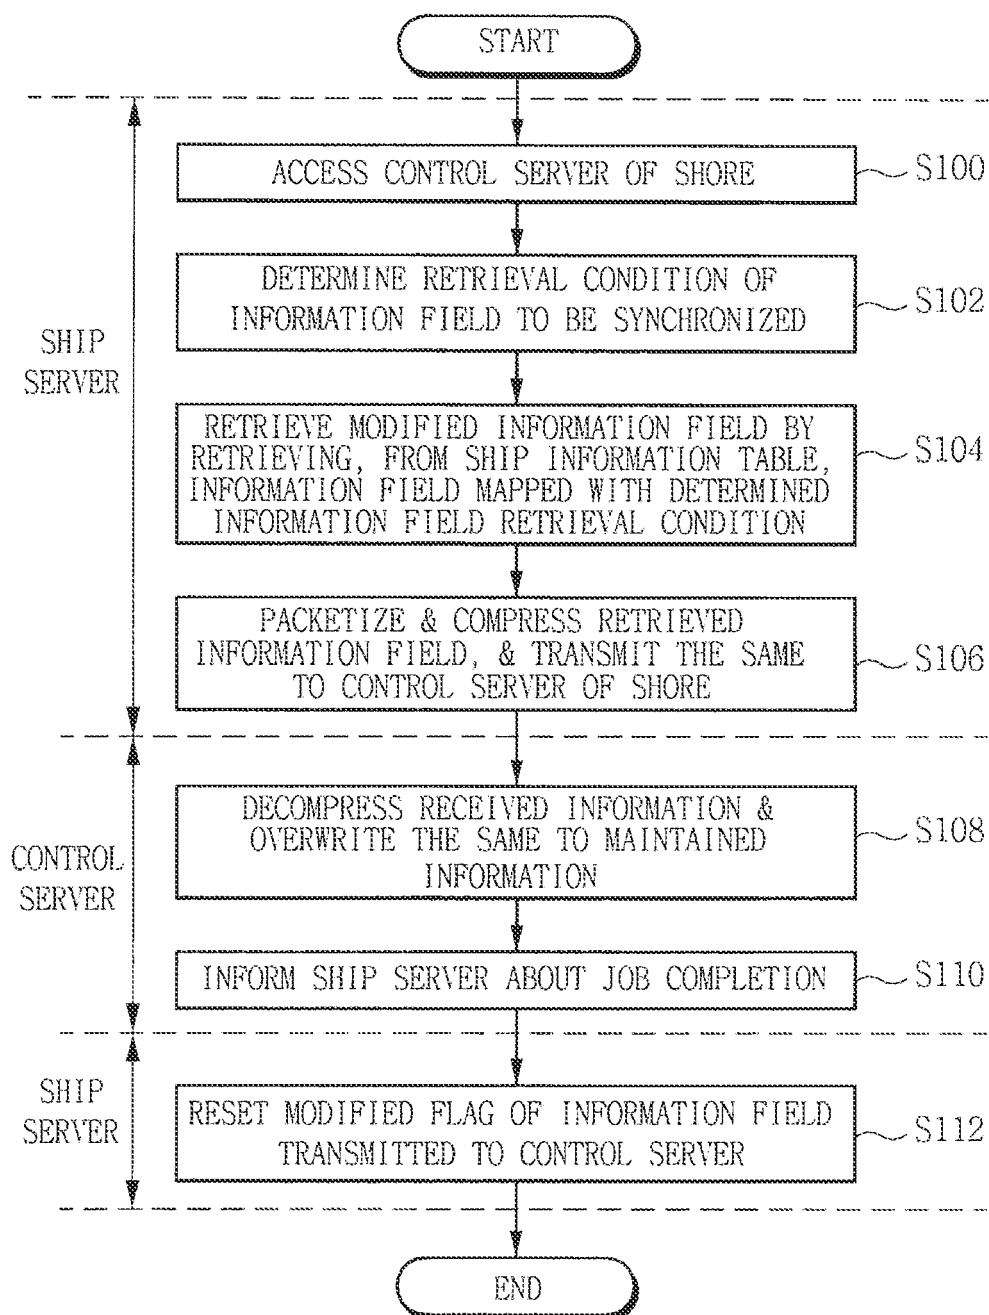 START
ACCESS CONTROL SERVER OF SHORE
S100
DETERMINE RETRIEVAL CONDITION OF
INFORMATION FIELD TO BE SYNCHRONIZED
S102
SHIP
SERVER
RETRIEVE MODIFIED INFORMATION FIELD BY
RETRIEVING, FROM SHIP INFORMATION TABLE,
INFORMATION FIELD MAPPED WITH DETERMINED
INFORMATION FIELD RETRIEVAL CONDITION
S104
PACKETIZE & COMPRESS RETRIEVED
INFORMATION FIELD, & TRANSMIT THE SAME
TO CONTROL SERVER OF SHORE
S106
CONTROL
SERVER
DECOMPRESS RECEIVED INFORMATION &
OVERWRITE THE SAME TO MAINTAINED
INFORMATION
S108
INFORM SHIP SERVER ABOUT JOB COMPLETION
S110
SHIP
SERVER
RESET MODIFIED FLAG OF INFORMATION FIELD
TRANSMITTED TO CONTROL SERVER
S112
END